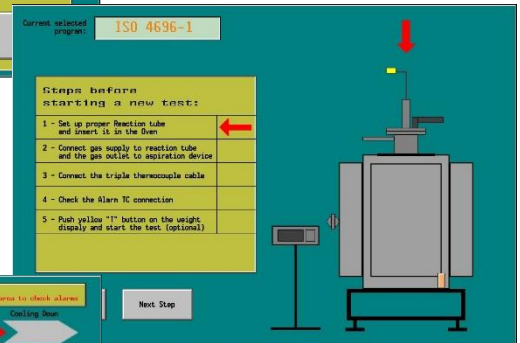 Current selected
program:
ISO 4696-1
Steps before
starting a new test:
1 - Set up proper Reaction tube
and insert it in the Oven
2 - Connect gas supply to reaction tube
and the gas outlet to aspiration device
3 - Connect the triple thermocouple cable
4 - Check the Alarm TC connection
5 - Push yellow "T" button on the weight
dispaly and start the test (optional)
to check alarms
Cooling Down
Next Step